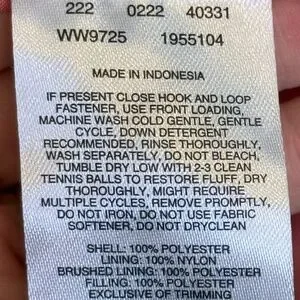 222 0222 40331
WW9725 1955104
MADE IN INDONESIA
IF PRESENT CLOSE HOOK AND LOOP
FASTENER, USE FRONT LOADING,
MACHINE WASH COLD GENTLE, GENTLE
CYCLE, DOWN DETERGENT
RECOMMENDED, RINSE THOROUGHLY,
WASH SEPARATELY, DO NOT BLEACH,
TUMBLE DRY LOW WITH 2-3 CLEAN
TENNIS BALLS TO RESTORE FLUFF, DRY
THOROUGHLY, MIGHT REQUIRE
MULTIPLE CYCLES, REMOVE PROMPTLY,
DO NOT IRON, DO NOT USE FABRIC
SOFTENER, DO NOT DRYCLEAN
SHELL: 100% POLYESTER
LINING: 100% NYLON
BRUSHED LINING: 100% POLYESTER
FILLING: 100% POLYESTER
EXCLUSIVE OF TRIMMING